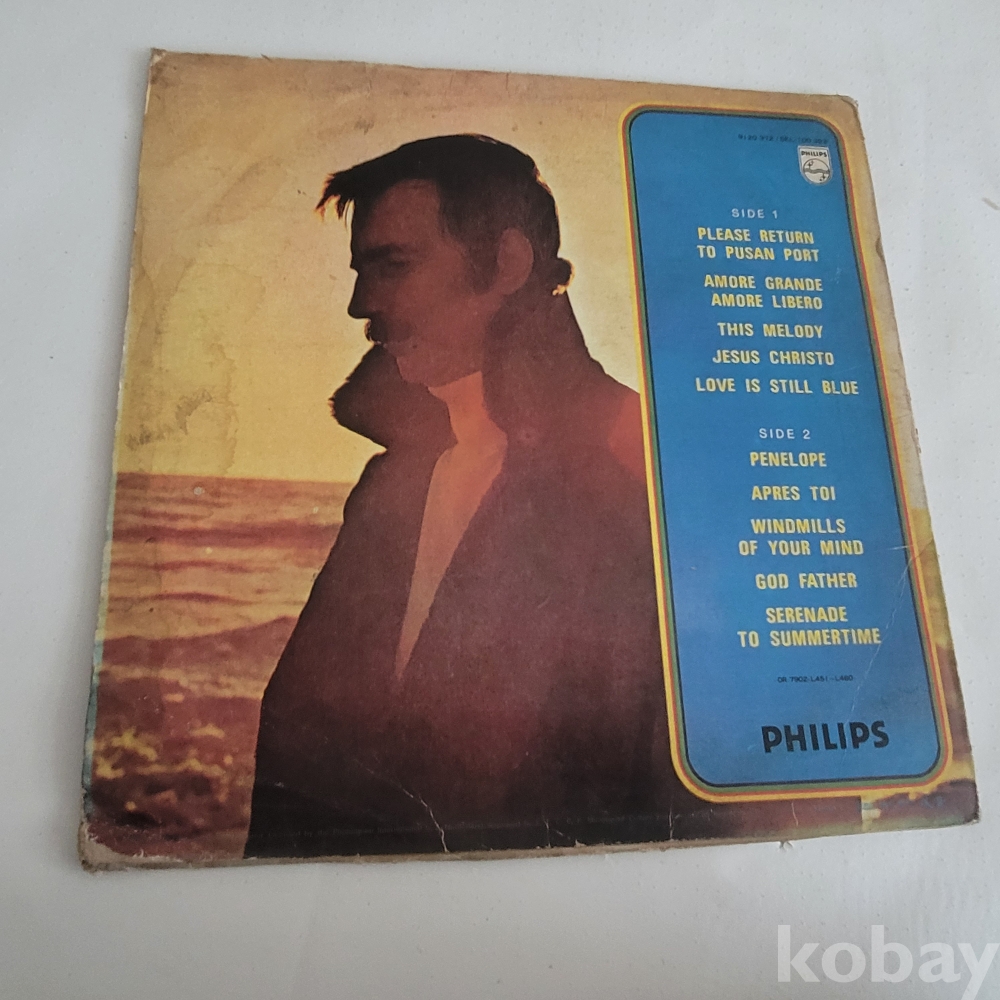 PHILIPS
SIDE 1
PLEASE RETURN
TO PUSAN PORT
AMORE GRANDE
AMORE LIBERO
THIS MELODY
JESUS CHRISTO
LOVE IS STILL BLUE
SIDE 2
PENELOPE
APRES TOI
WINDMILLS
OF YOUR MIND
GOD FATHER
SERENADE
TO SUMMERTIME
PHILIPS
kobay